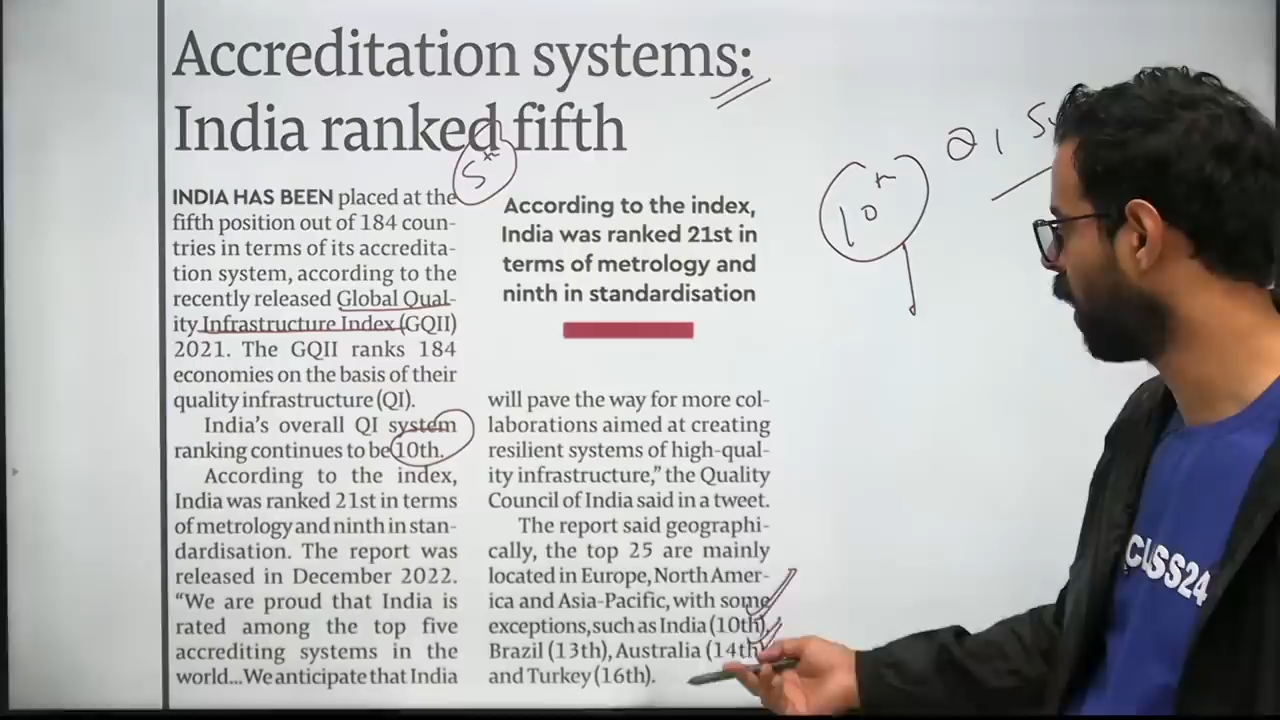 Accreditation systems:
India ranked fifth
5th
INDIA HAS BEEN placed at the
fifth position out of 184 coun-
tries in terms of its accredita-
tion system, according to the
recently released Global Qual-
ity Infrastructure Index (GQII)
2021. The GQII ranks 184
economies on the basis of their
quality infrastructure (QI).
India's overall QI system
ranking continues to be 10th.
According to the index,
India was ranked 21st in terms
of metrology and ninth in stan-
dardisation. The report was
released in December 2022.
"We are proud that India is
rated among the top five
accrediting systems in the
world...We anticipate that India
According to the index,
India was ranked 21st in
terms of metrology and
ninth in standardisation
will pave the way for more col-
laborations aimed at creating
resilient systems of high-qual-
ity infrastructure," the Quality
Council of India said in a tweet.
The report said geographi-
cally, the top 25 are mainly
located in Europe, North Amer-
ica and Asia-Pacific, with some
exceptions, such as India (10th),
Brazil (13th), Australia (14th)
and Turkey (16th).
10th
QI
CLASS24